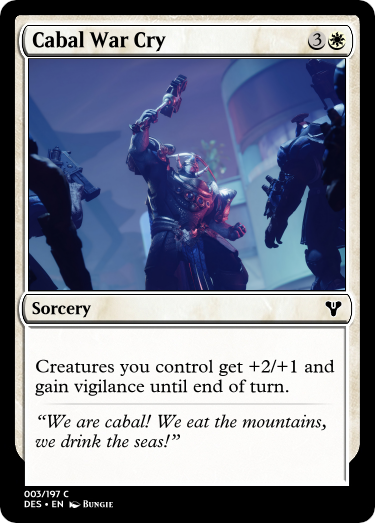 Cabal War Cry 3
Sorcery
Creatures you control get +2/+1 and
gain vigilance until end of turn.
“We are cabal! We eat the mountains,
we drink the seas!”
003/197 C
DES • EN Bungie